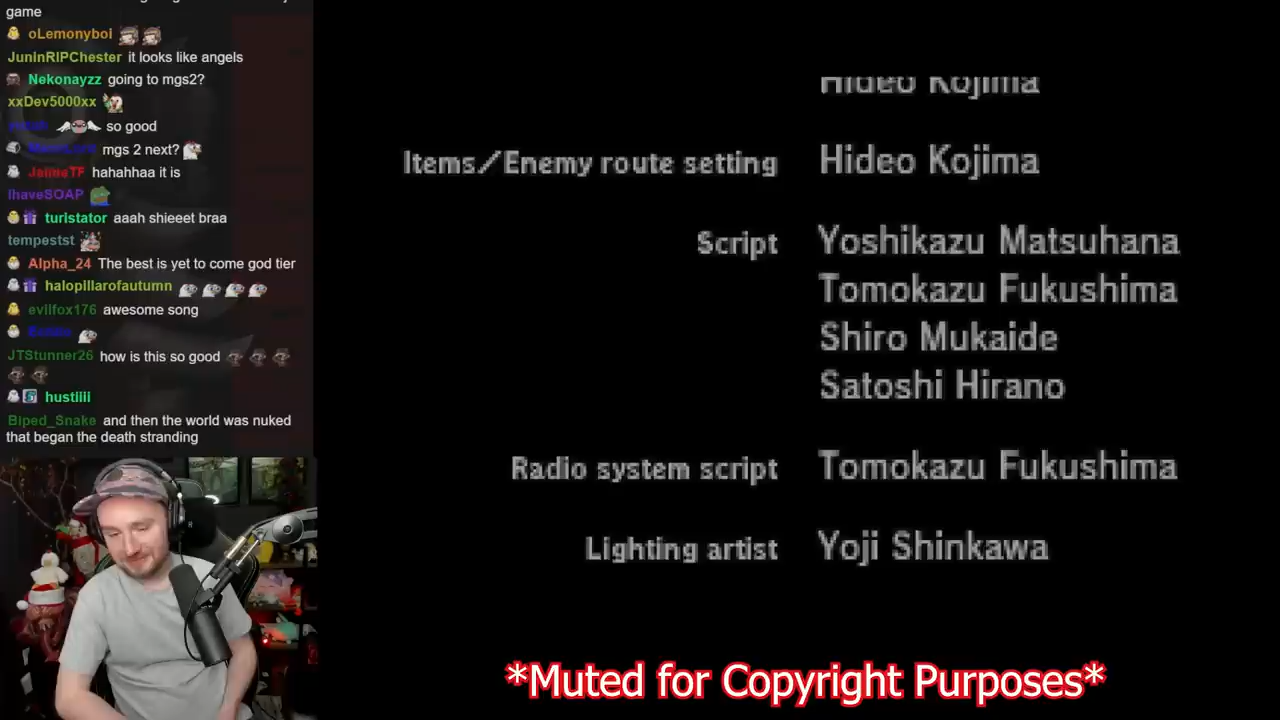 game
oLemonyboi
JuninRIPChester it looks like angels
Nekonayzz going to mgs2?
xxDev5000xx
so good
mgs 2 next?
JaimeTF hahahhaa it is
IhaveSOAP
turistator aaah shieeet braa
tempestst
Alpha_24 The best is yet to come god tier
halopillarofautumn
evilfox176 awesome song
JTStunner26 how is this so good
hustiiii
Biped_Snake and then the world was nuked
that began the death stranding
Hideo Kojima
Items/Enemy route setting Hideo Kojima
Script Yoshikazu Matsuhana
Tomokazu Fukushima
Shiro Mukaide
Satoshi Hirano
Radio system script Tomokazu Fukushima
Lighting artist Yoji Shinkawa
*Muted for Copyright Purposes*